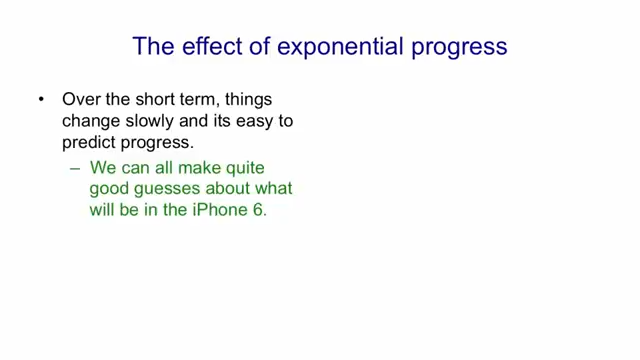 The effect of exponential progress
• Over the short term, things
change slowly and its easy to
predict progress.
– We can all make quite
good guesses about what
will be in the iPhone 6.